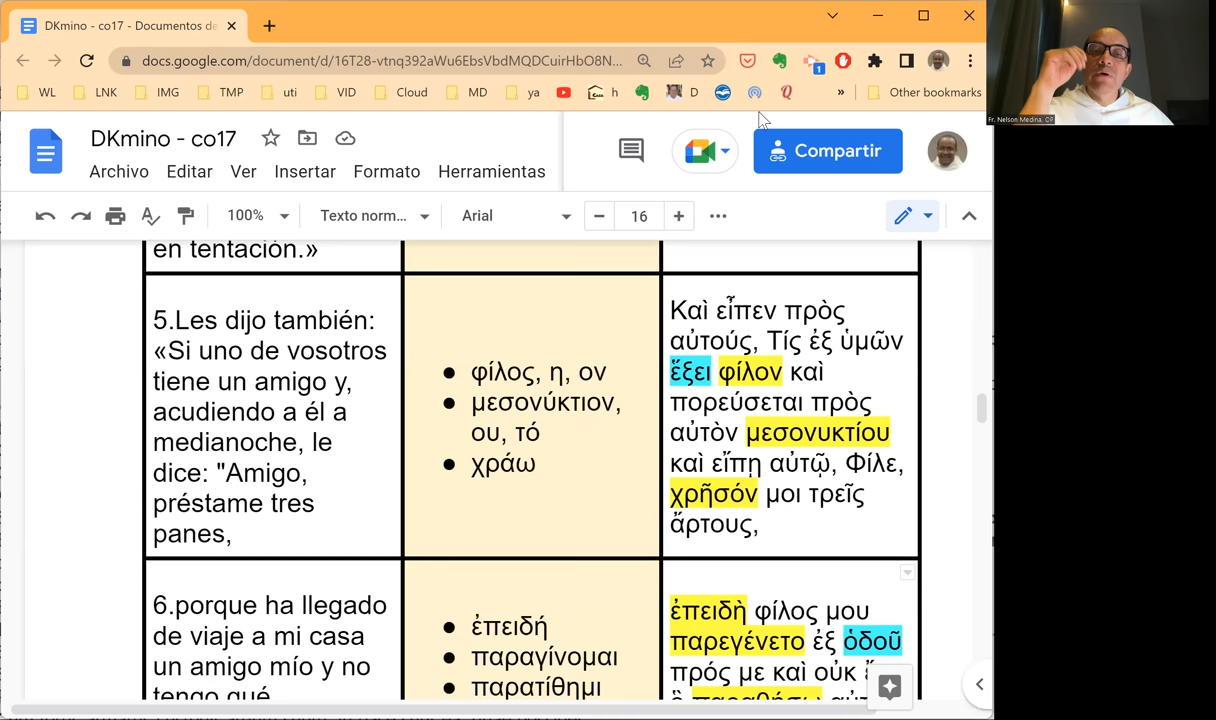 DKmino - co17 - Documentos de
docs.google.com/document/d/16T28-vtnq392aWu6EbsVbdMQDCuirHbO8N...
WL LNK IMG TMP uti VID Cloud MD ya h D » Other bookmarks
Fr. Nelson Medina, OP
DKmino - co17
Compartir
Archivo Editar Ver Insertar Formato Herramientas
100% Texto norm... Arial 16
en tentación.»
5.Les dijo también:
«Si uno de vosotros
tiene un amigo y,
acudiendo a él a
medianoche, le
dice: "Amigo,
préstame tres
panes,
φίλος, η, ον
μεσονύκτιον,
ου, τό
χράω
Καὶ εἶπεν πρὸς
αὐτούς, Τίς ἐξ ὑμῶν
ἕξει φίλον καὶ
πορεύσεται πρὸς
αὐτὸν μεσονυκτίου
καὶ εἴπῃ αὐτῷ, Φίλε,
χρῆσόν μοι τρεῖς
ἄρτους,
6.porque ha llegado
de viaje a mi casa
un amigo mío y no
tengo qué
ἐπειδή
παραγίνομαι
παρατίθημι
ἐπειδὴ φίλος μου
παρεγένετο ἐξ ὁδοῦ
πρός με καὶ οὐκ
ὃ παραθήσω